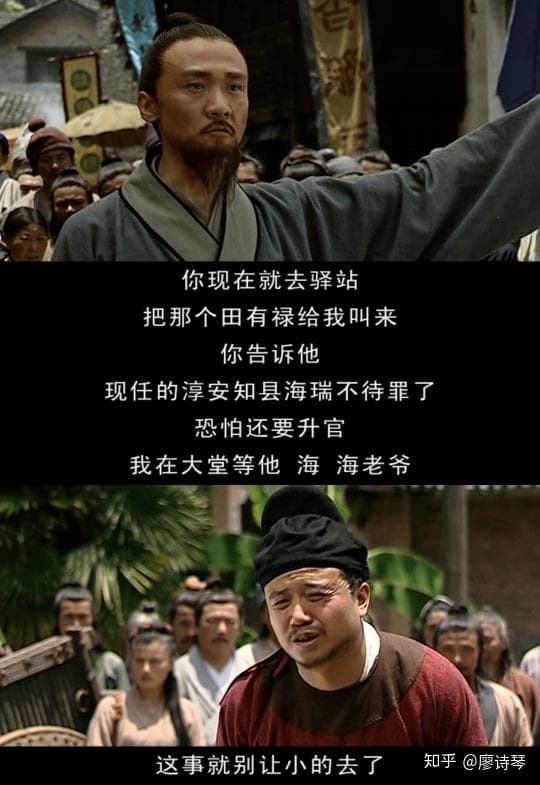 你现在就去驿站
把那个田有禄给我叫来
你告诉他
现任的淳安知县海瑞不待罪了
恐怕还要升官
我在大堂等他 海 海老爷
这事就别让小的去了
知乎 @廖诗琴